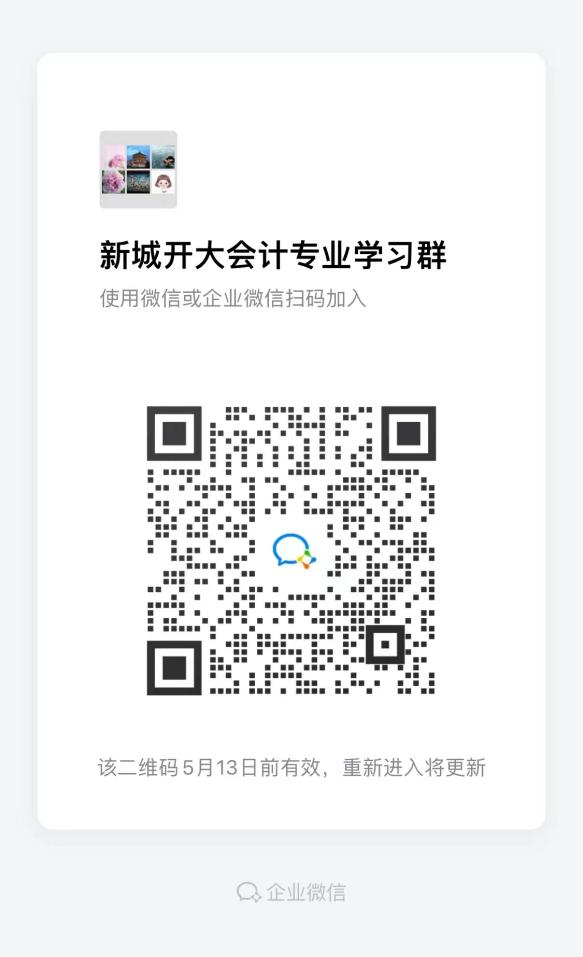 新城开大会计专业学习群
使用微信或企业微信扫码加入
该二维码5月13日前有效，重新进入将更新
企业微信